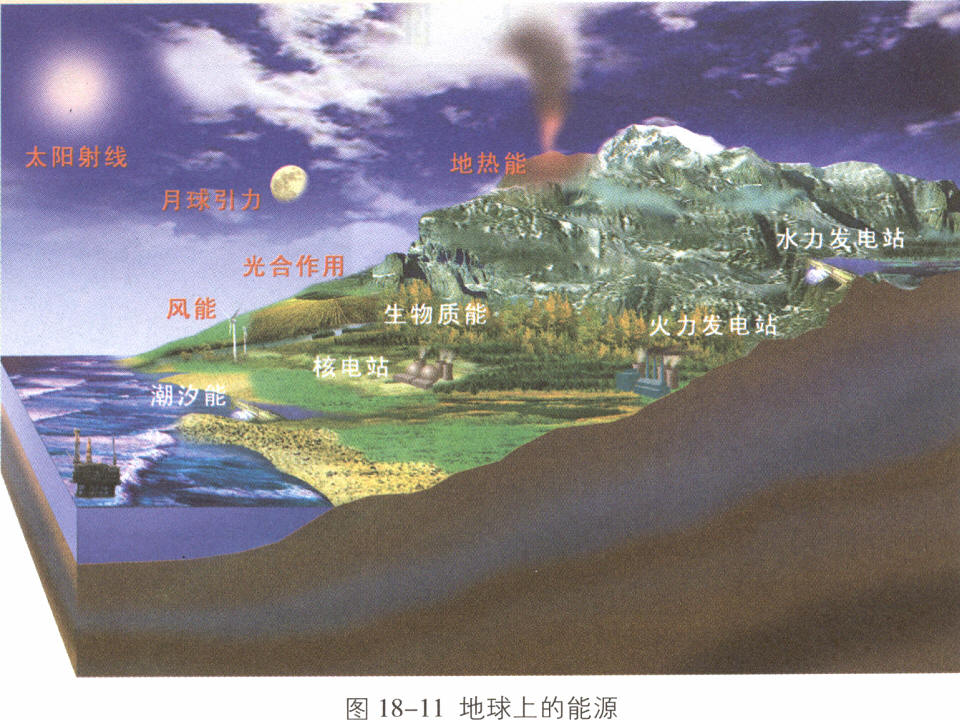 太阳射线
月球引力
地热能
水力发电站
光合作用
风能
生物质能
火力发电站
核电站
潮汐能
图 18-11 地球上的能源